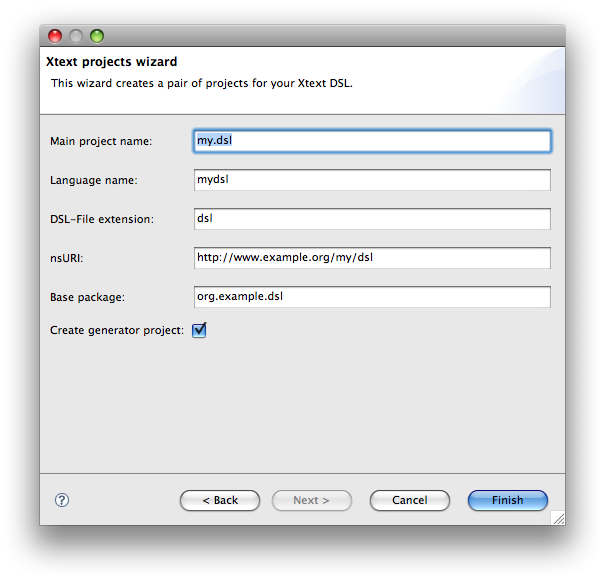 Xtext projects wizard
This wizard creates a pair of projects for your Xtext DSL.
Main project name: my.dsl
Language name: mydsl
DSL-File extension: dsl
nsURI: http://www.example.org/my/dsl
Base package: org.example.dsl
Create generator project:
? < Back Next > Cancel Finish